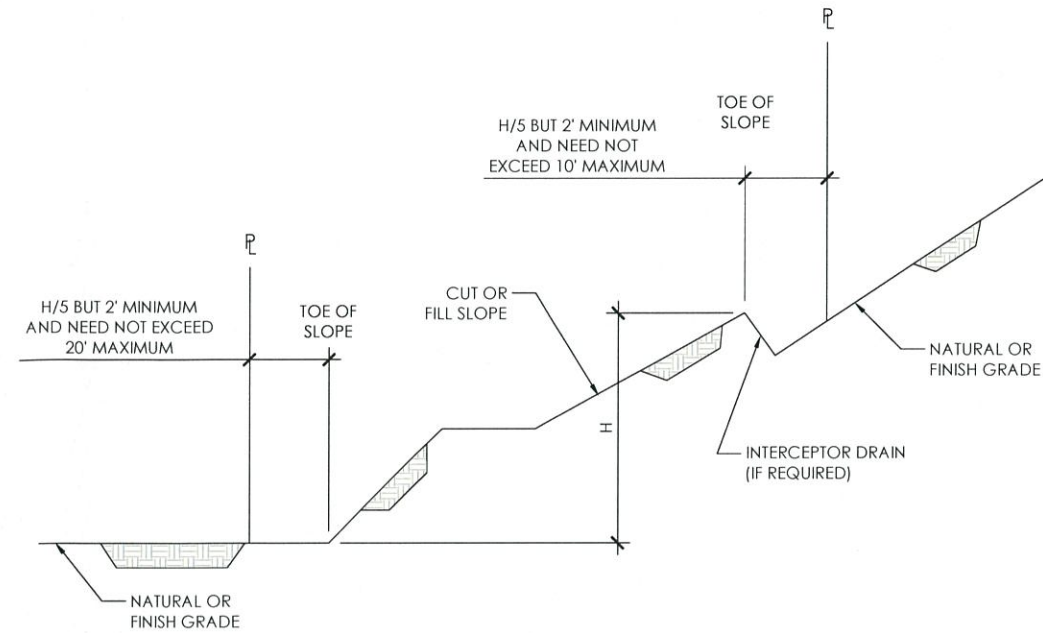 ℄
TOE OF
SLOPE
H/5 BUT 2' MINIMUM
AND NEED NOT
EXCEED 10' MAXIMUM
℄
H/5 BUT 2' MINIMUM
AND NEED NOT EXCEED
20' MAXIMUM
TOE OF
SLOPE
CUT OR
FILL SLOPE
NATURAL OR
FINISH GRADE
H
INTERCEPTOR DRAIN
(IF REQUIRED)
NATURAL OR
FINISH GRADE